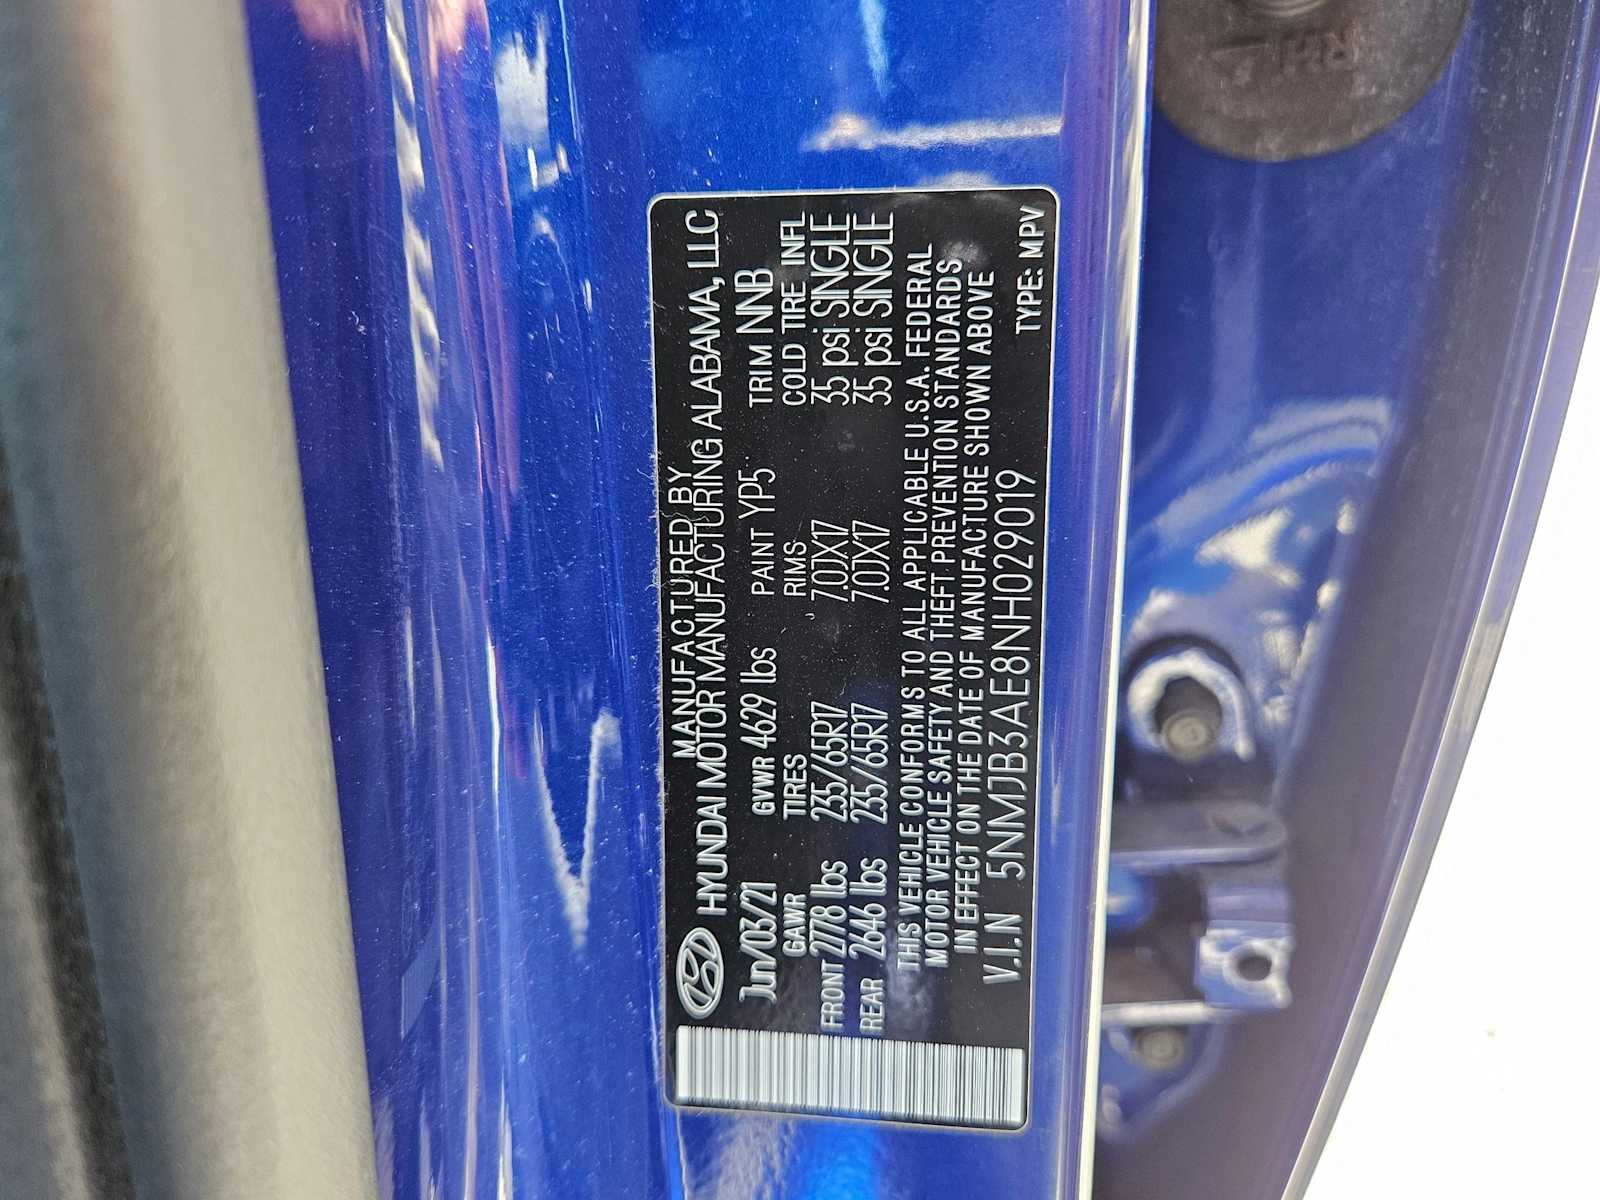 MANUFACTURED BY
HYUNDAI MOTOR MANUFACTURING ALABAMA, LLC
Jun/03/21 GVWR 4629 lbs PAINT YP5 TRIM NNB
GAWR TIRES RIMS COLD TIRE INFL
FRONT 2778 lbs 235/65R17 7.0JX17 35 psi SINGLE
REAR 2646 lbs 235/65R17 7.0JX17 35 psi SINGLE
THIS VEHICLE CONFORMS TO ALL APPLICABLE U.S.A. FEDERAL
MOTOR VEHICLE SAFETY AND THEFT PREVENTION STANDARDS
IN EFFECT ON THE DATE OF MANUFACTURE SHOWN ABOVE
V.I.N 5NMJB3AE8NH029019 TYPE: MPV